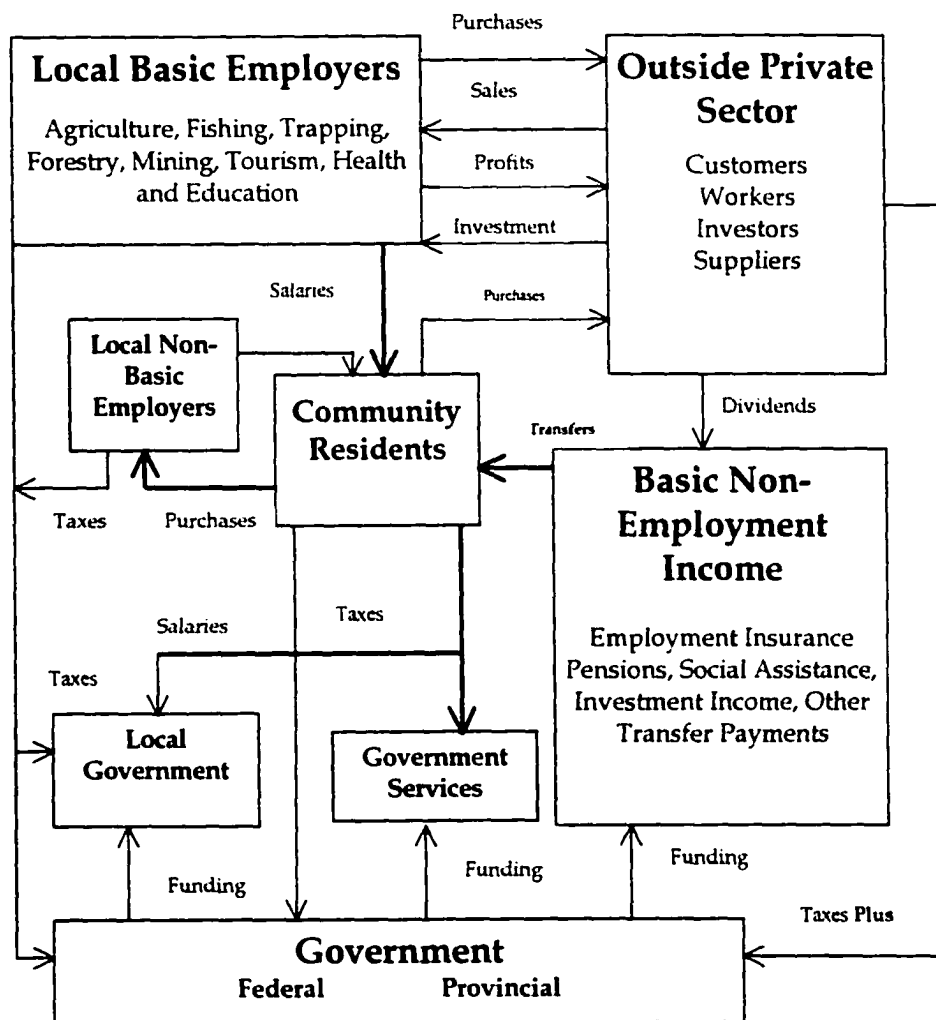 Purchases
Local Basic Employers
Agriculture, Fishing, Trapping,
Forestry, Mining, Tourism, Health
and Education
Sales
Profits
Investment
Outside Private
Sector
Customers
Workers
Investors
Suppliers
Salaries
Purchases
Local Non-
Basic
Employers
Community
Residents
Transfers
Dividends
Taxes
Purchases
Basic Non-
Employment
Income
Employment Insurance
Pensions, Social Assistance,
Investment Income, Other
Transfer Payments
Salaries
Taxes
Taxes
Local
Government
Government
Services
Funding
Funding
Funding
Taxes Plus
Government
Federal Provincial